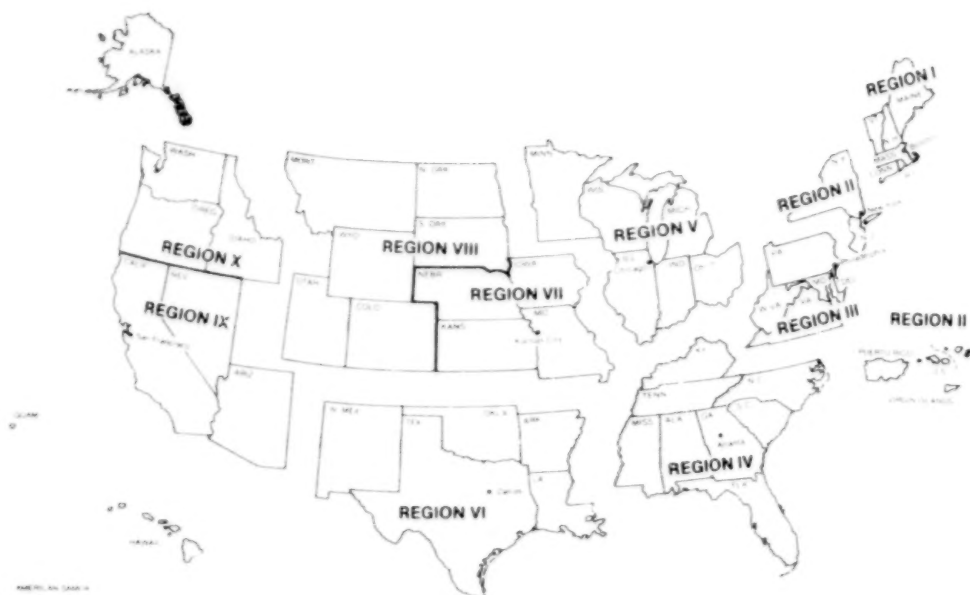 ALASKA
REGION I
MAINE
WASH
MONT
N. DAK
MINN
MASS
CONN
N.Y.
WIS
MICH
REGION II
New York
OREG
S. DAK
IDAHO
WYO
REGION VIII
REGION V
REGION X
PA
CALIF
NEV
NEBR
IOWA
Chicago
IND
UTAH
REGION VII
REGION IX
COLO
MO
W VA
REGION III
REGION II
KANS
Kansas City
San Francisco
KY
PUERTO RICO
ARIZ
TENN
N.C.
VIRGIN ISLANDS
N. MEX
OKLA
ARK
MISS
ALA
GA
S.C.
GUAM
TEX
Atlanta
REGION IV
LA
FLA
Dallas
REGION VI
HAWAII
AMERICAN SAMOA